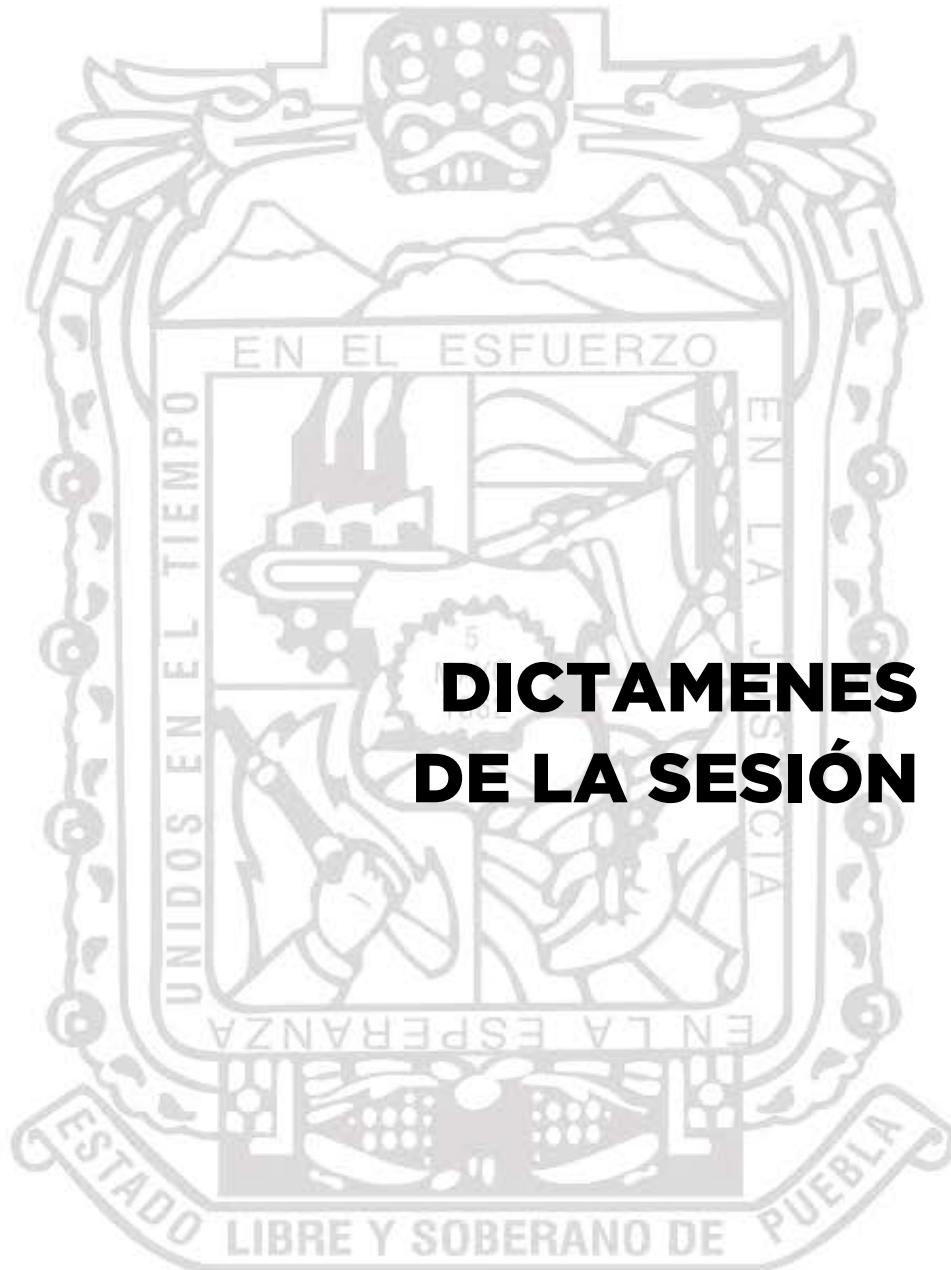 EN EL ESFUERZO
UNIDOS EN EL TIEMPO
EN LA JUSTICIA
5
DICTAMENES
DE LA SESIÓN
EN LA ESPERANZA
ESTADO LIBRE Y SOBERANO DE PUEBLA